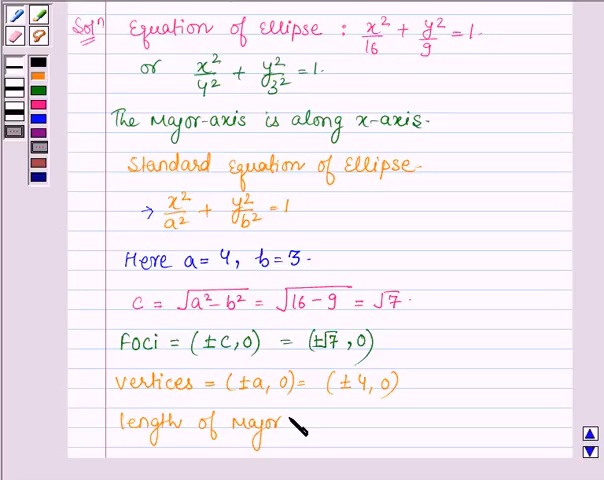 Solⁿ Equation of Ellipse : x²/16 + y²/9 = 1.
or x²/4² + y²/3² = 1.
The Major-axis is along x-axis.
Standard Equation of Ellipse-
→ x²/a² + y²/b² = 1
Here a = 4, b = 3.
c = √a²-b² = √16-9 = √7.
Foci = (±c, 0) = (±√7, 0)
Vertices = (±a, 0) = (±4, 0)
length of Major